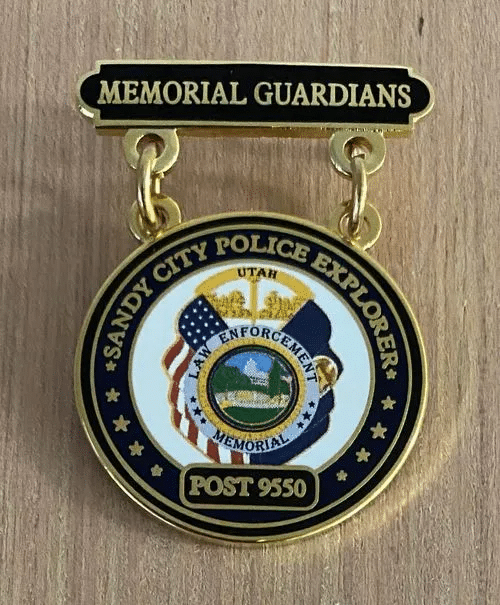 MEMORIAL GUARDIANS
SANDY CITY POLICE EXPLORER
UTAH
LAW ENFORCEMENT
MEMORIAL
POST 9550